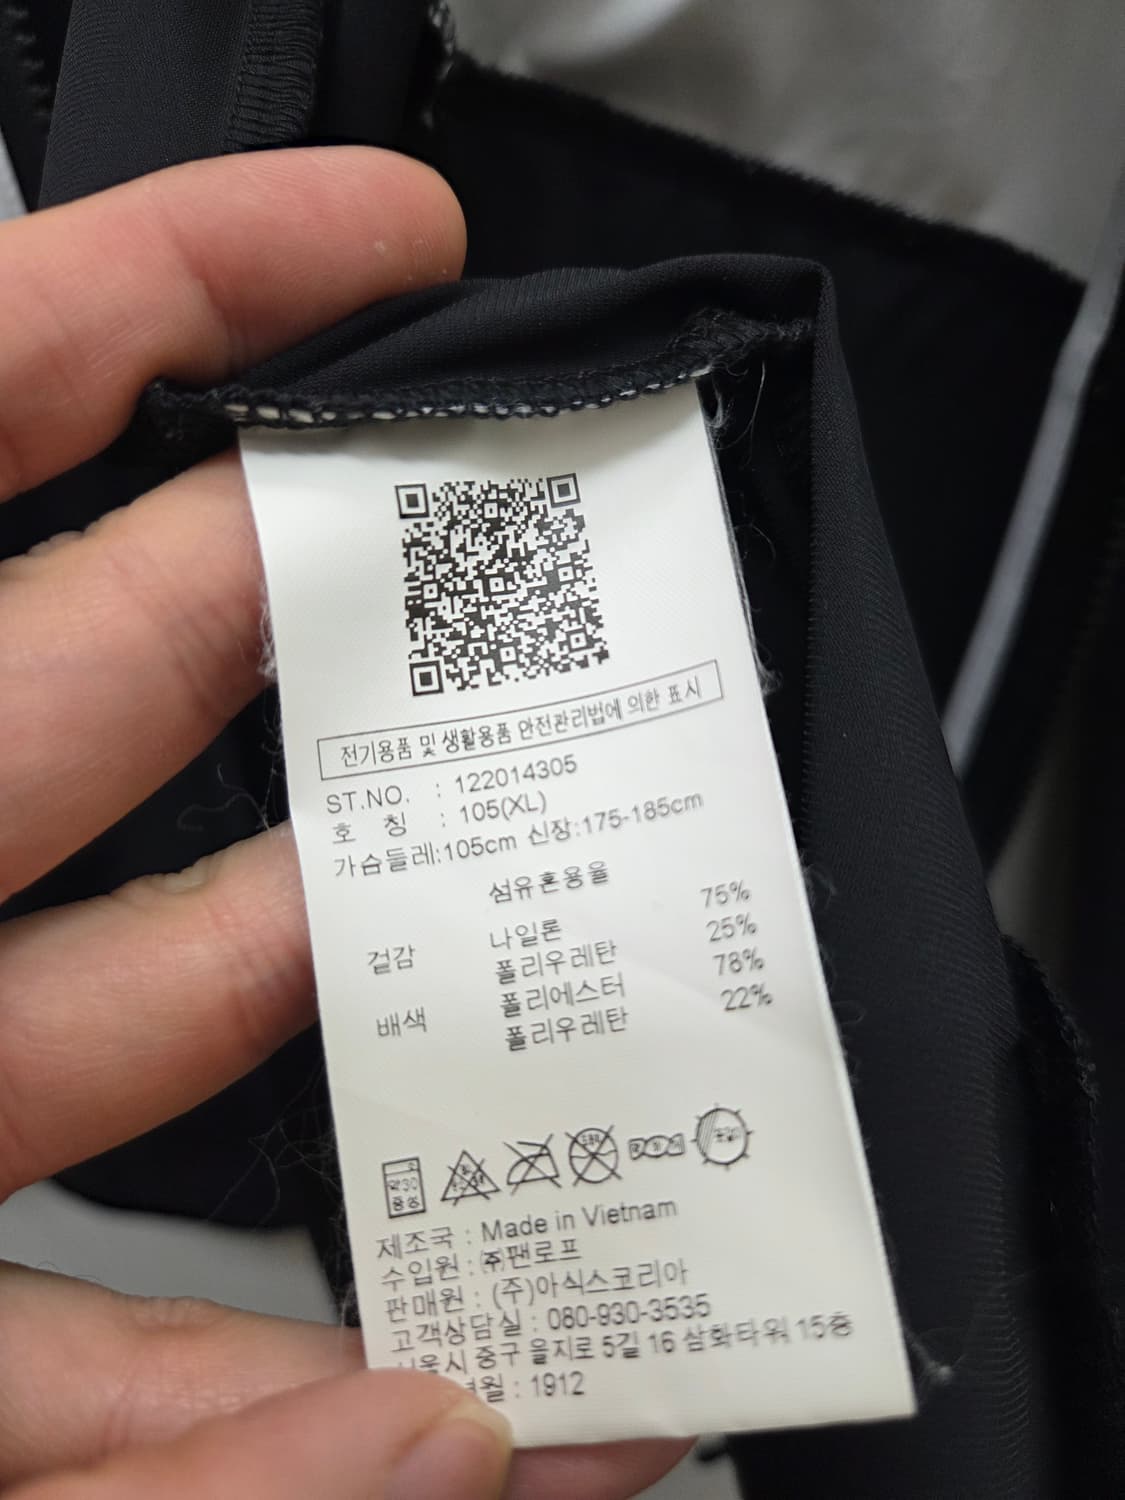 전기용품 및 생활용품 안전관리법에 의한 표시
ST.NO. : 122014305
호 칭 : 105(XL)
가슴들레:105cm 신장:175-185cm
섬유혼용율
겉감 나일론 75%
폴리우레탄 25%
배색 폴리에스터 78%
폴리우레탄 22%
제조국 : Made in Vietnam
수입원 : ㈜팬로프
판매원 : (주)아식스코리아
고객상담실 : 080-930-3535
중구 을지로 5길 16 삼화타워 15층
: 1912